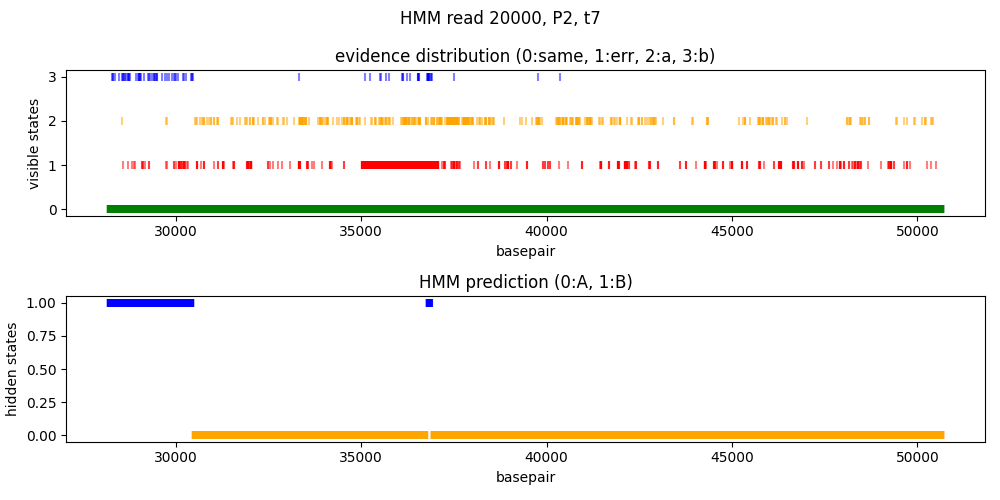 HMM read 20000, P2, t7
evidence distribution (0:same, 1:err, 2:a, 3:b)
visible states
3
2
1
0
30000 35000 40000 45000 50000
basepair
HMM prediction (0:A, 1:B)
hidden states
1.00
0.75
0.50
0.25
0.00
30000 35000 40000 45000 50000
basepair